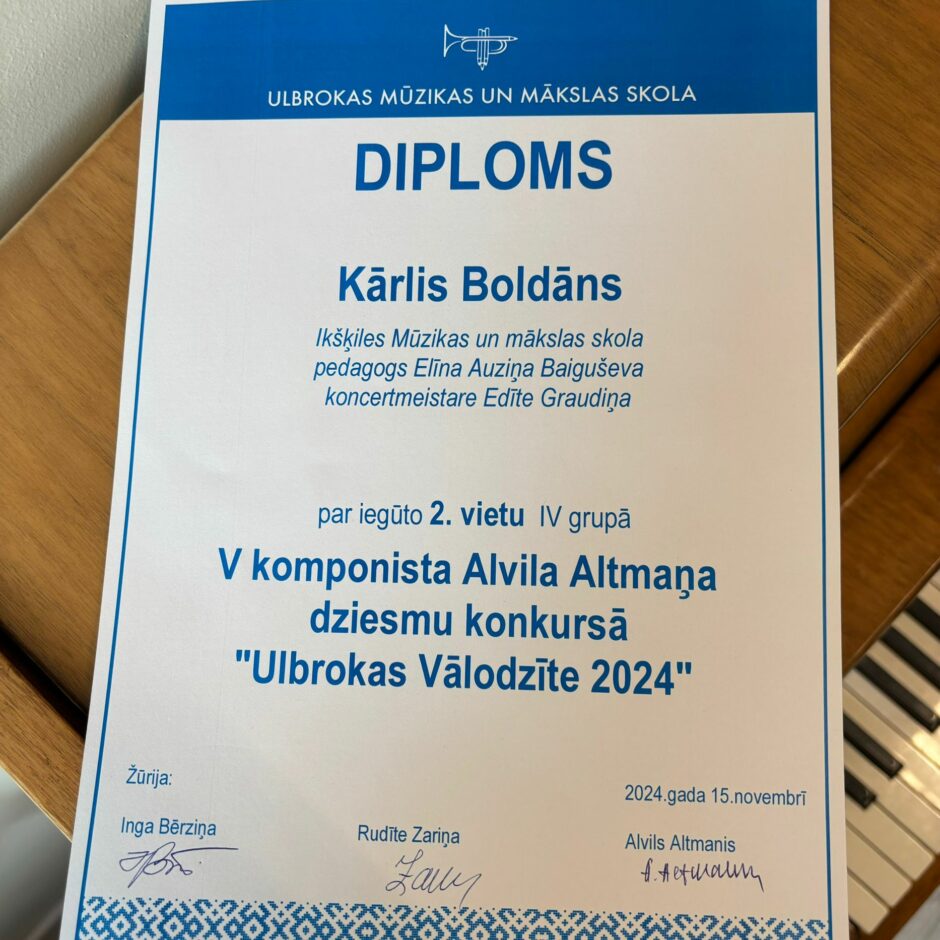 ULBROKAS MŪZIKAS UN MĀKSLAS SKOLA
DIPLOMS
Kārlis Boldāns
Ikšķiles Mūzikas un mākslas skola
pedagogs Elīna Auziņa Baiguševa
koncertmeistare Edīte Graudiņa
par iegūto 2. vietu IV grupā
V komponista Alvila Altmaņa
dziesmu konkursā
"Ulbrokas Vālodzīte 2024"
Žūrija:
2024.gada 15.novembrī
Inga Bērziņa
Rudīte Zariņa
Alvils Altmanis